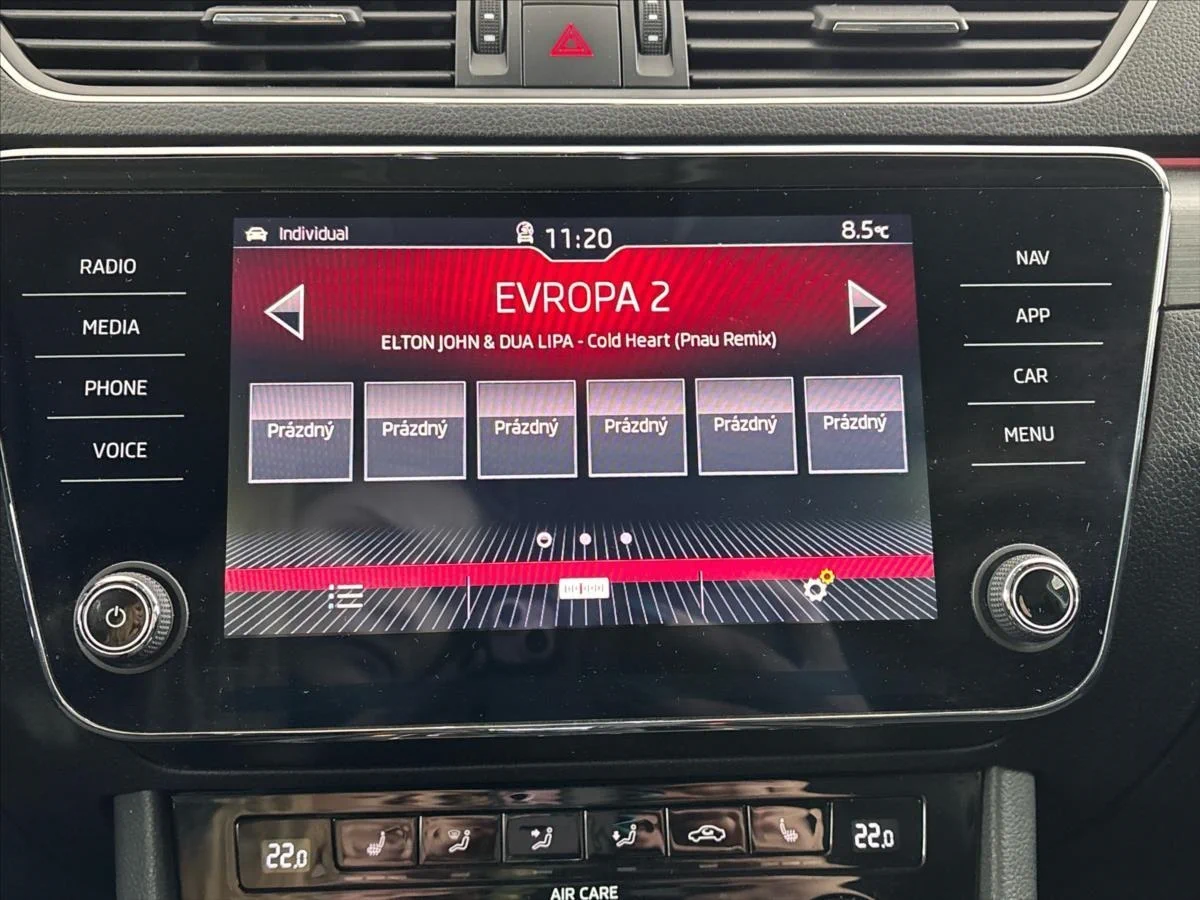 Individual
11:20
8.5°C
RADIO
MEDIA
PHONE
VOICE
NAV
APP
CAR
MENU
EVROPA 2
ELTON JOHN & DUA LIPA - Cold Heart (Pnau Remix)
Prázdný
Prázdný
Prázdný
Prázdný
Prázdný
Prázdný
22.0
22.0
AIR CARE